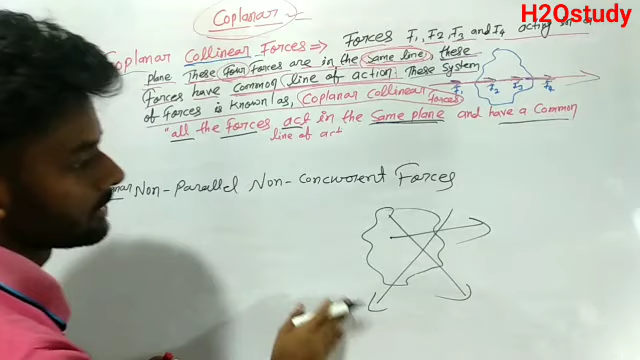 Coplanar
H2Ostudy
Coplanar Collinear Forces => Forces F1, F2, F3 and F4 acting in a
plane These four forces are in the same line, these
forces have common line of action. These system
of forces is known as, Coplanar Collinear forces
F1 F2 F3 F4
"all the forces act in the same plane and have a Common
line of act
nar Non-Parallel Non-Concurrent Forces